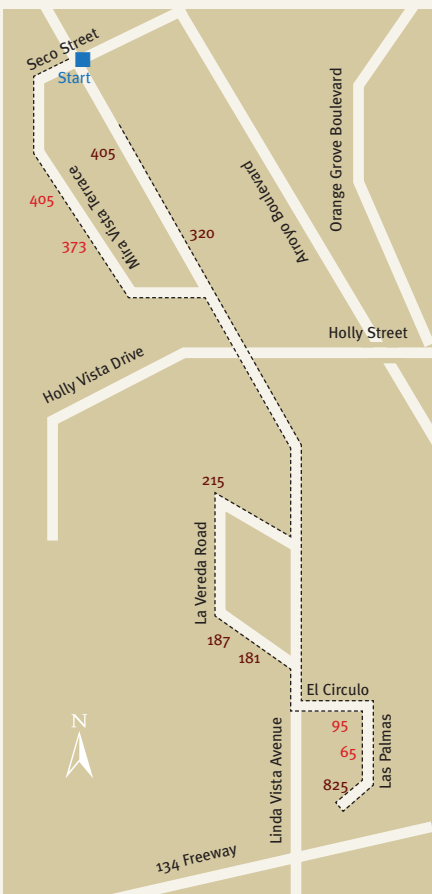 Seco Street
Start
Orange Grove Boulevard
405
Mira Vista Terrace
Arroyo Boulevard
405
320
373
Holly Street
Holly Vista Drive
215
La Vereda Road
187
181
El Circulo
N
95
Linda Vista Avenue
Las Palmas
65
825
134 Freeway